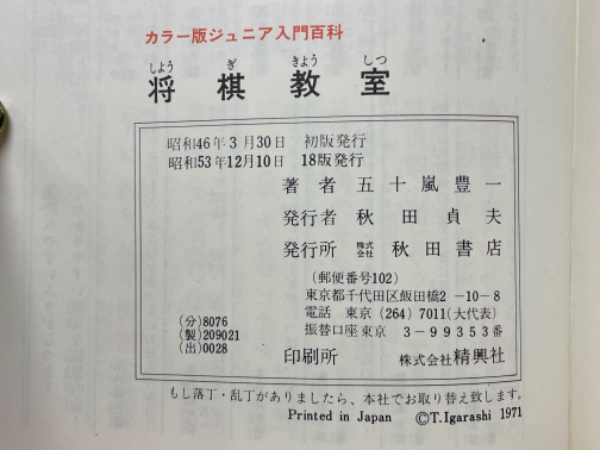 カラー版ジュニア入門百科
しよう ぎ きよう しつ
将棋教室
昭和46年3月30日 初版発行
昭和53年12月10日 18版発行
著者 五十嵐豊一
発行者 秋田貞夫
発行所 株式会社 秋田書店
(郵便番号102)
東京都千代田区飯田橋2-10-8
電話 東京(264)7011(大代表)
振替口座東京 3-99353番
(分)8076
(製)209021
(出)0028
印刷所 株式会社精興社
もし落丁・乱丁がありましたら、本社でお取り替え致します。
Printed in Japan ©T.Igarashi 1971